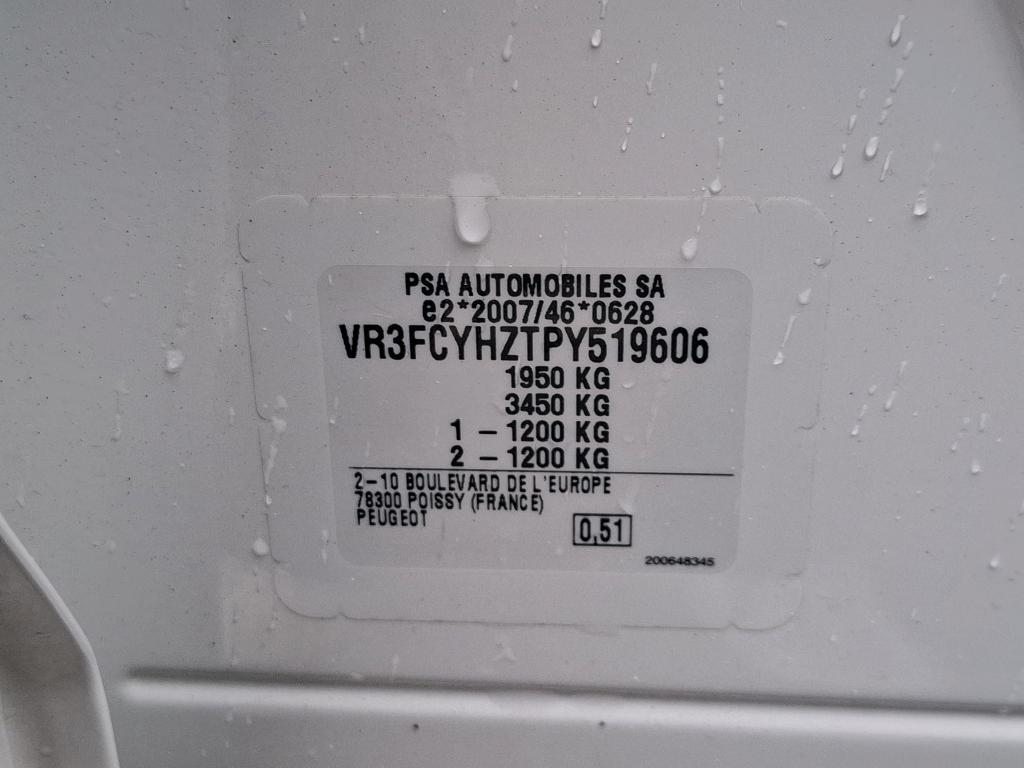 PSA AUTOMOBILES SA
e2*2007/46*0628
VR3FCYHZTPY519606
1950 KG
3450 KG
1 – 1200 KG
2 – 1200 KG
2–10 BOULEVARD DE L'EUROPE
78300 POISSY (FRANCE)
PEUGEOT
0,51
200648345